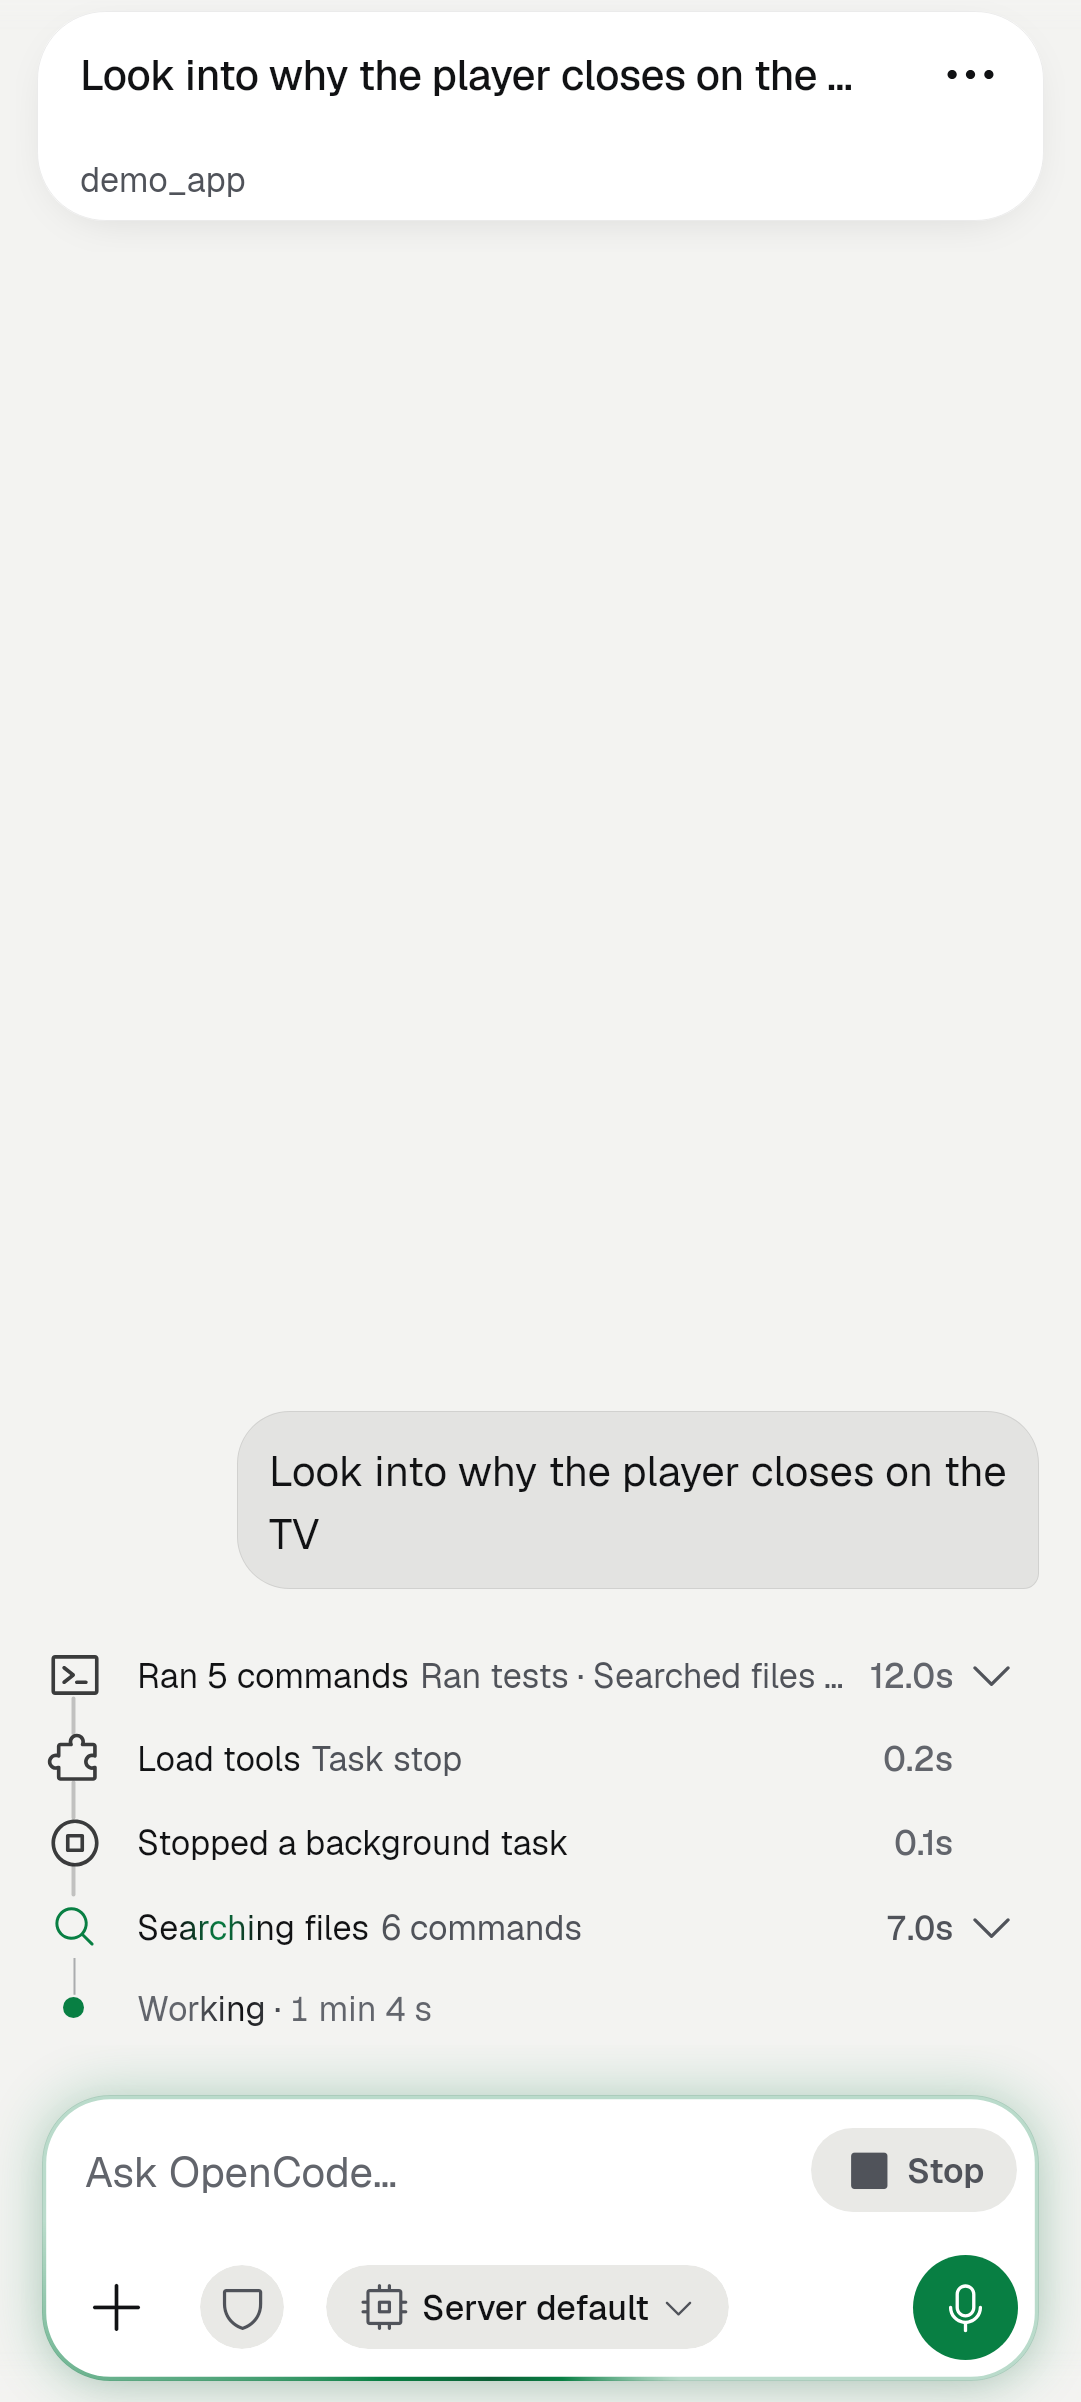 Look into why the player closes on the ...
demo_app
Look into why the player closes on the
TV
Ran 5 commands Ran tests · Searched files ... 12.0s
Load tools Task stop 0.2s
Stopped a background task 0.1s
Searching files 6 commands 7.0s
Working · 1 min 4 s
Ask OpenCode... Stop
Server default